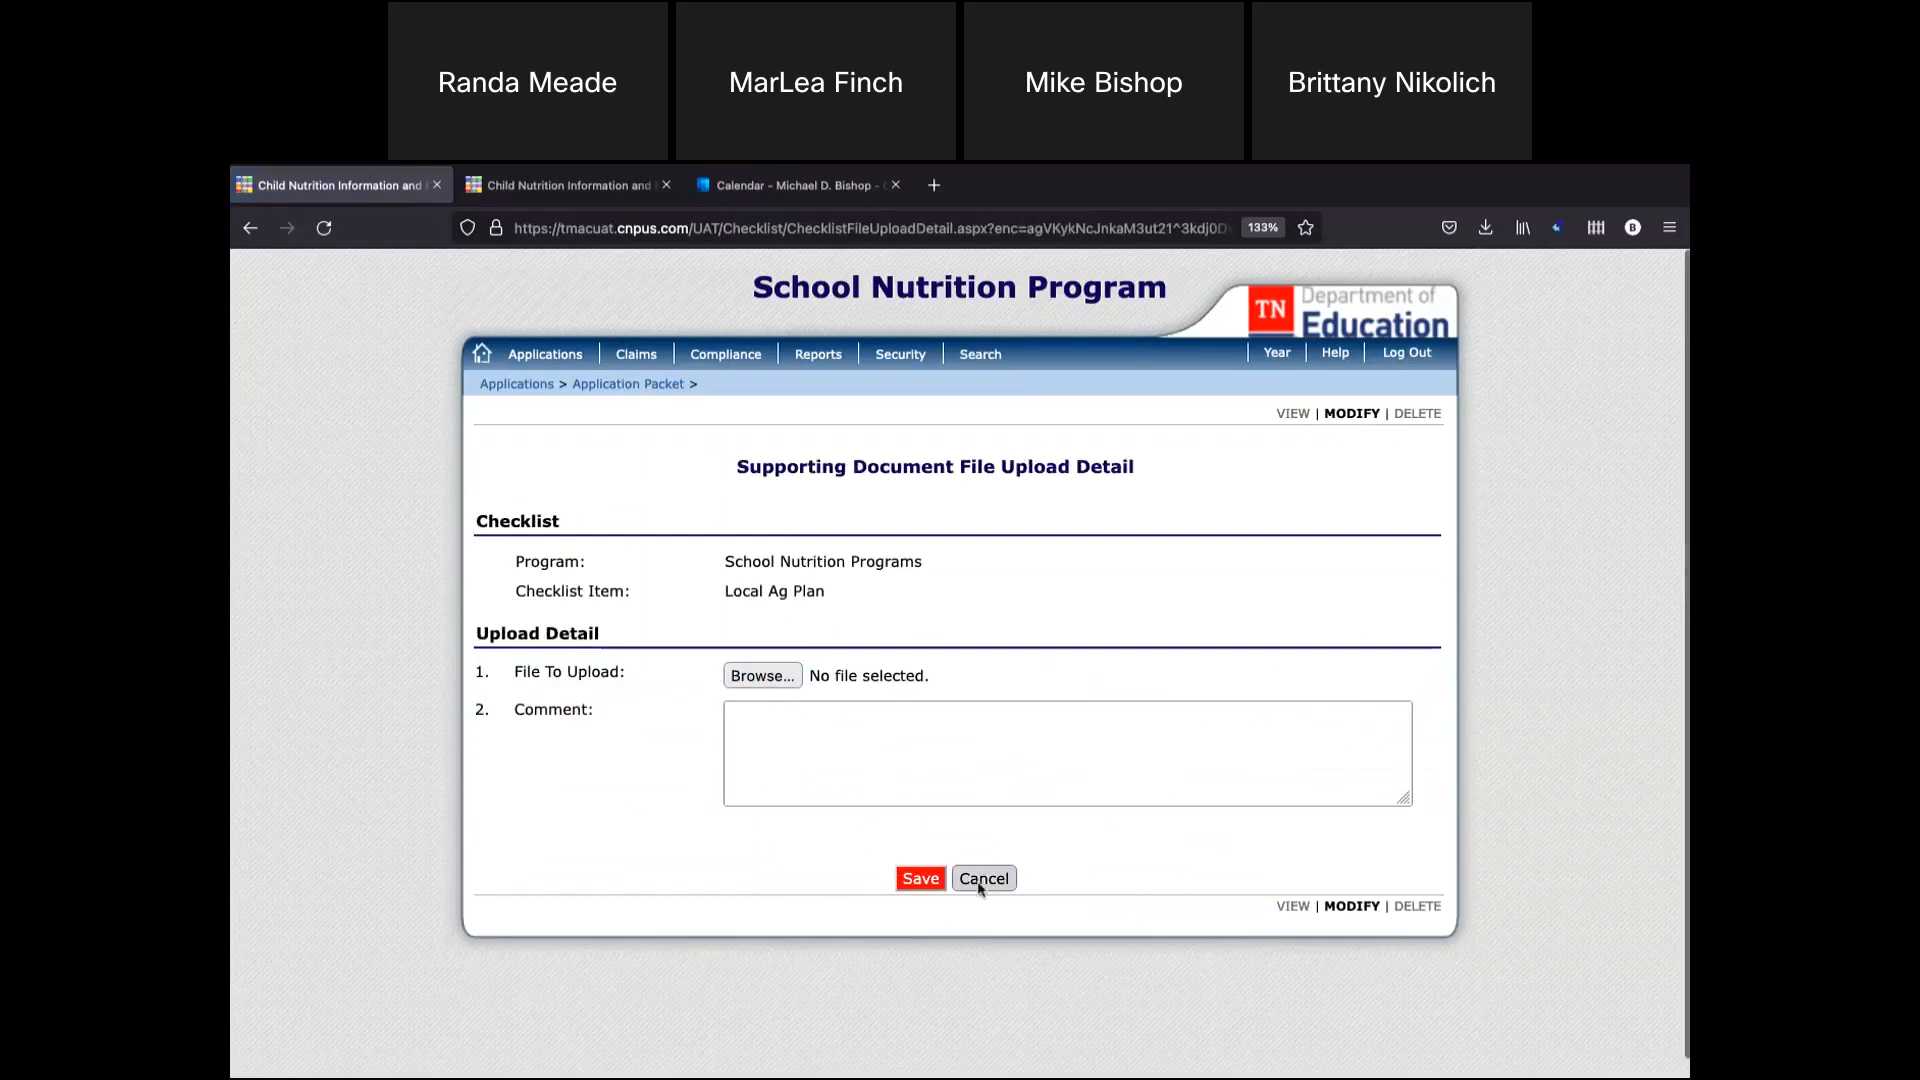 Randa Meade
MarLea Finch
Mike Bishop
Brittany Nikolich
Child Nutrition Information and
Child Nutrition Information and
Calendar - Michael D. Bishop -
https://tmacuat.cnpus.com/UAT/Checklist/ChecklistFileUploadDetail.aspx?enc=agVKykNcJnkaM3ut21^3kdj0D
133%
B
School Nutrition Program
TN
Department of
Education
Applications
Claims
Compliance
Reports
Security
Search
Year
Help
Log Out
Applications > Application Packet >
VIEW | MODIFY | DELETE
Supporting Document File Upload Detail
Checklist
Program: School Nutrition Programs
Checklist Item: Local Ag Plan
Upload Detail
1. File To Upload: Browse... No file selected.
2. Comment:
Save Cancel
VIEW | MODIFY | DELETE